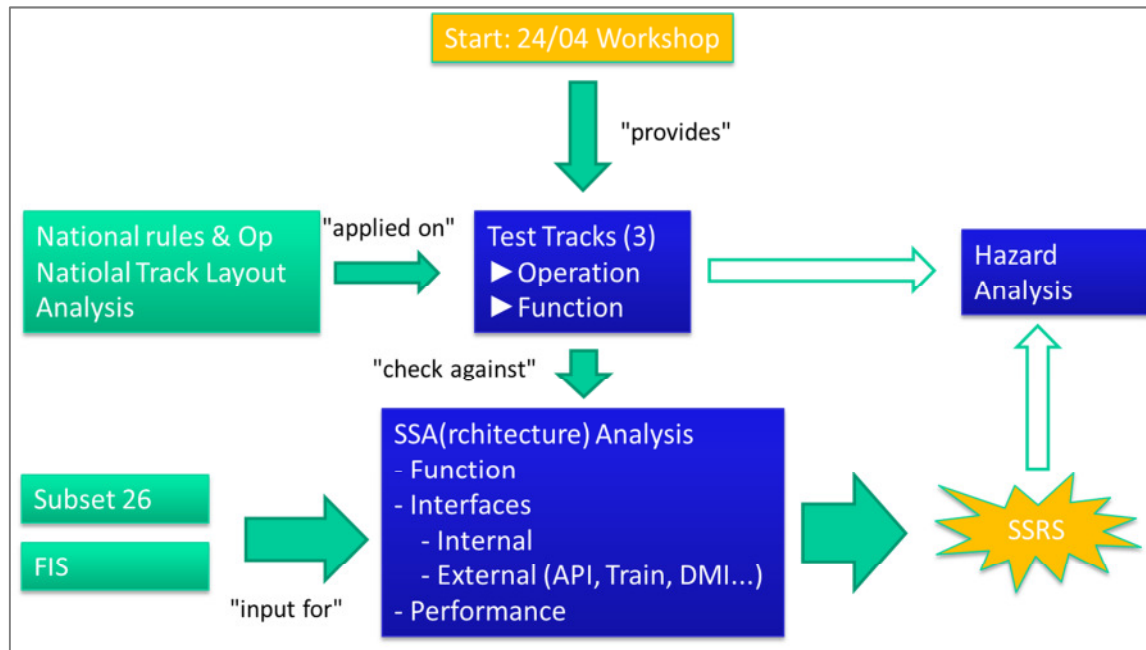 Start: 24/04 Workshop
"provides"
National rules & Op
Natiolal Track Layout
Analysis
"applied on"
Test Tracks (3)
►Operation
►Function
Hazard
Analysis
"check against"
SSA(rchitecture) Analysis
- Function
- Interfaces
- Internal
- External (API, Train, DMI...)
- Performance
Subset 26
FIS
"input for"
SSRS